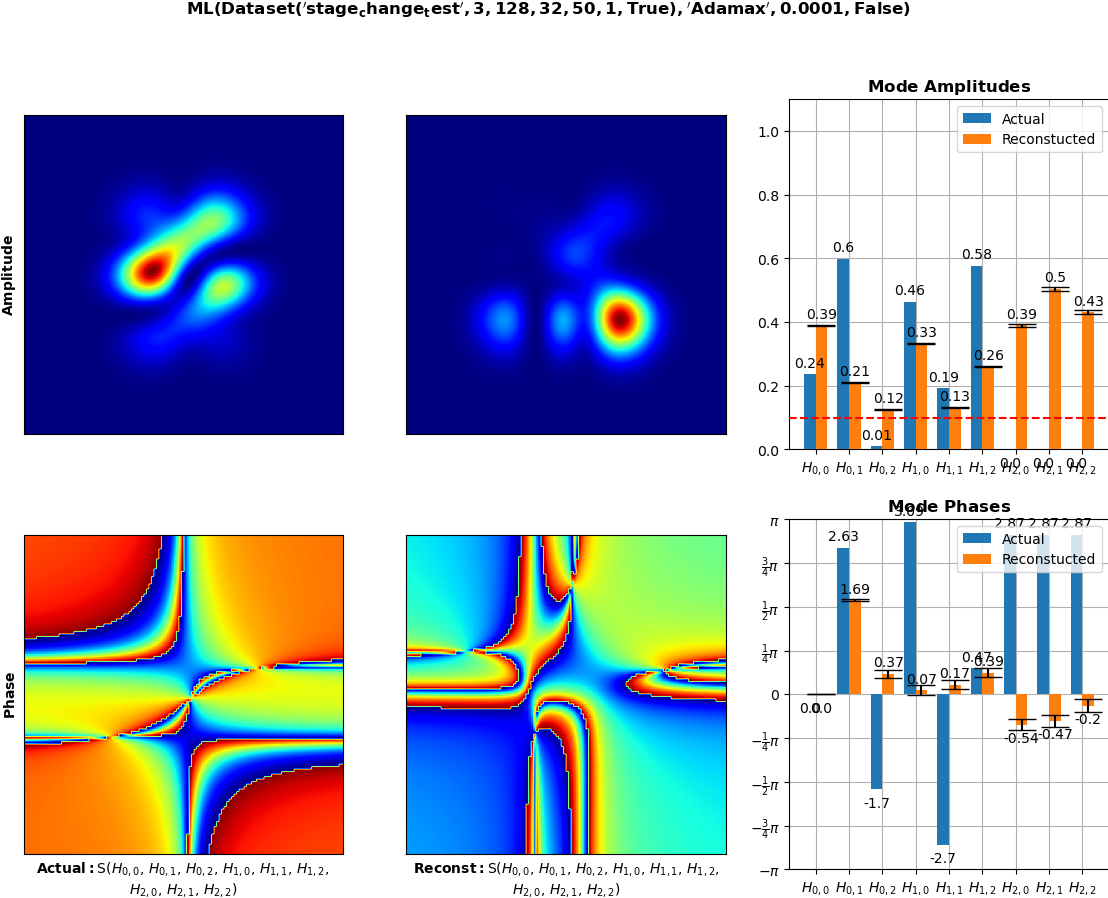 ML(Dataset('stage_change_test', 3, 128, 32, 50, 1, True), 'Adamax', 0.0001, False)
Amplitude
Mode Amplitudes
Actual
Reconstucted
1.0
0.8
0.6
0.4
0.2
0.0
0.24
0.39
0.6
0.21
0.01
0.12
0.46
0.33
0.19
0.13
0.58
0.26
0.0
0.39
0.0
0.5
0.0
0.43
H0,0 H0,1 H0,2 H1,0 H1,1 H1,2 H2,0 H2,1 H2,2
Phase
Actual: S(H0,0, H0,1, H0,2, H1,0, H1,1, H1,2,
H2,0, H2,1, H2,2)
Reconst: S(H0,0, H0,1, H0,2, H1,0, H1,1, H1,2,
H2,0, H2,1, H2,2)
Mode Phases
Actual
Reconstucted
π
3/4π
1/2π
1/4π
0
−1/4π
−1/2π
−3/4π
−π
0.0
0.0
2.63
1.69
-1.7
0.37
3.09
0.07
-2.7
0.17
0.47
0.39
2.87
-0.54
2.87
-0.47
2.87
-0.2
H0,0 H0,1 H0,2 H1,0 H1,1 H1,2 H2,0 H2,1 H2,2